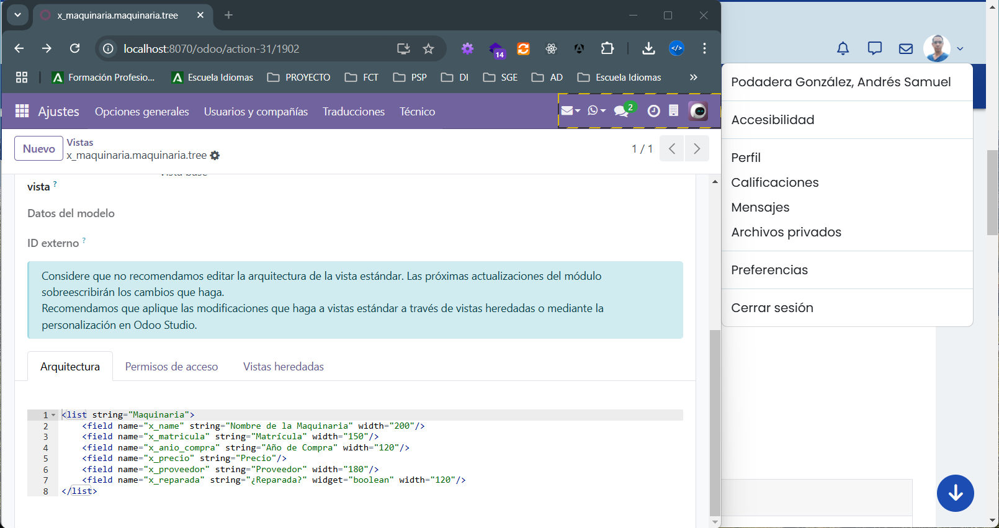 x_maquinaria.maquinaria.tree
localhost:8070/odoo/action-31/1902
14
Formación Profesio...
Escuela Idiomas
PROYECTO
FCT
PSP
DI
SGE
AD
Escuela Idiomas
»
Ajustes
Opciones generales
Usuarios y compañías
Traducciones
Técnico
2
Nuevo
Vistas
x_maquinaria.maquinaria.tree
1 / 1
vista ?
Datos del modelo
ID externo ?
Considere que no recomendamos editar la arquitectura de la vista estándar. Las próximas actualizaciones del módulo
sobreescribirán los cambios que haga.
Recomendamos que aplique las modificaciones que haga a vistas estándar a través de vistas heredadas o mediante la
personalización en Odoo Studio.
Arquitectura
Permisos de acceso
Vistas heredadas
1 <list string="Maquinaria">
2 <field name="x_name" string="Nombre de la Maquinaria" width="200"/>
3 <field name="x_matricula" string="Matrícula" width="150"/>
4 <field name="x_anio_compra" string="Año de Compra" width="120"/>
5 <field name="x_precio" string="Precio"/>
6 <field name="x_proveedor" string="Proveedor" width="180"/>
7 <field name="x_reparada" string="¿Reparada?" widget="boolean" width="120"/>
8 </list>
Podadera González, Andrés Samuel
Accesibilidad
Perfil
Calificaciones
Mensajes
Archivos privados
Preferencias
Cerrar sesión